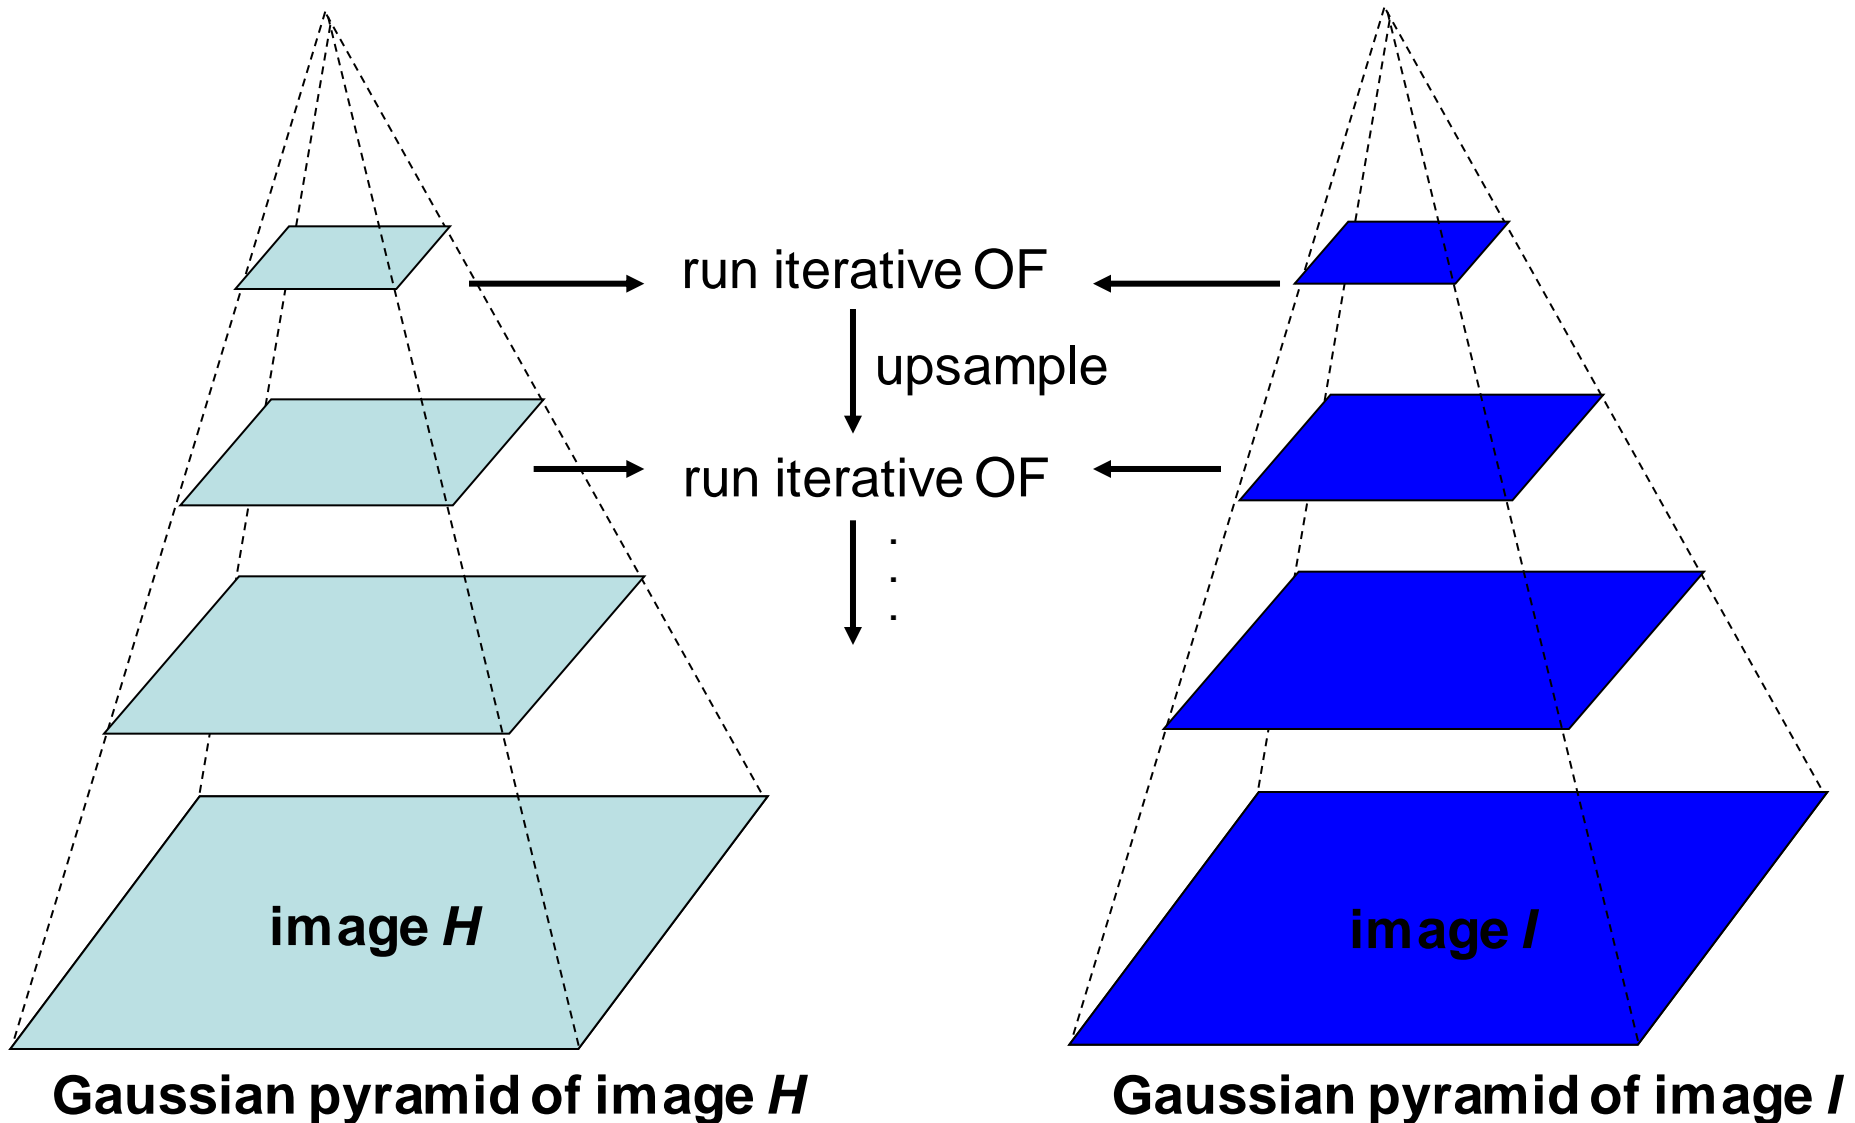 run iterative OF
upsample
run iterative OF
.
.
.
image H
image I
Gaussian pyramid of image H
Gaussian pyramid of image I